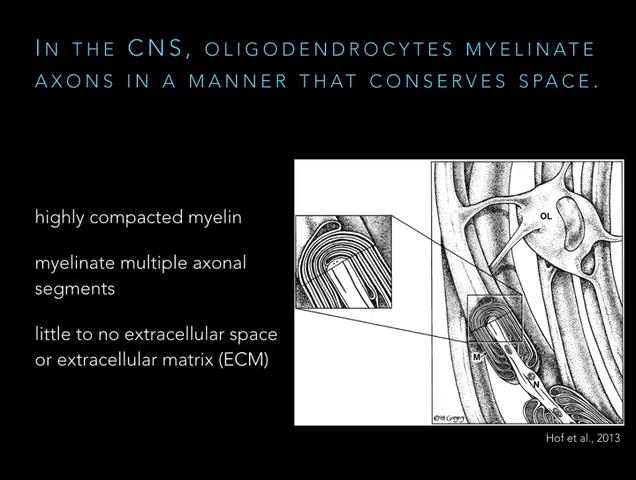 IN THE CNS, OLIGODENDROCYTES MYELINATE
AXONS IN A MANNER THAT CONSERVES SPACE.
highly compacted myelin
myelinate multiple axonal
segments
little to no extracellular space
or extracellular matrix (ECM)
OL
M
N
Hof et al., 2013